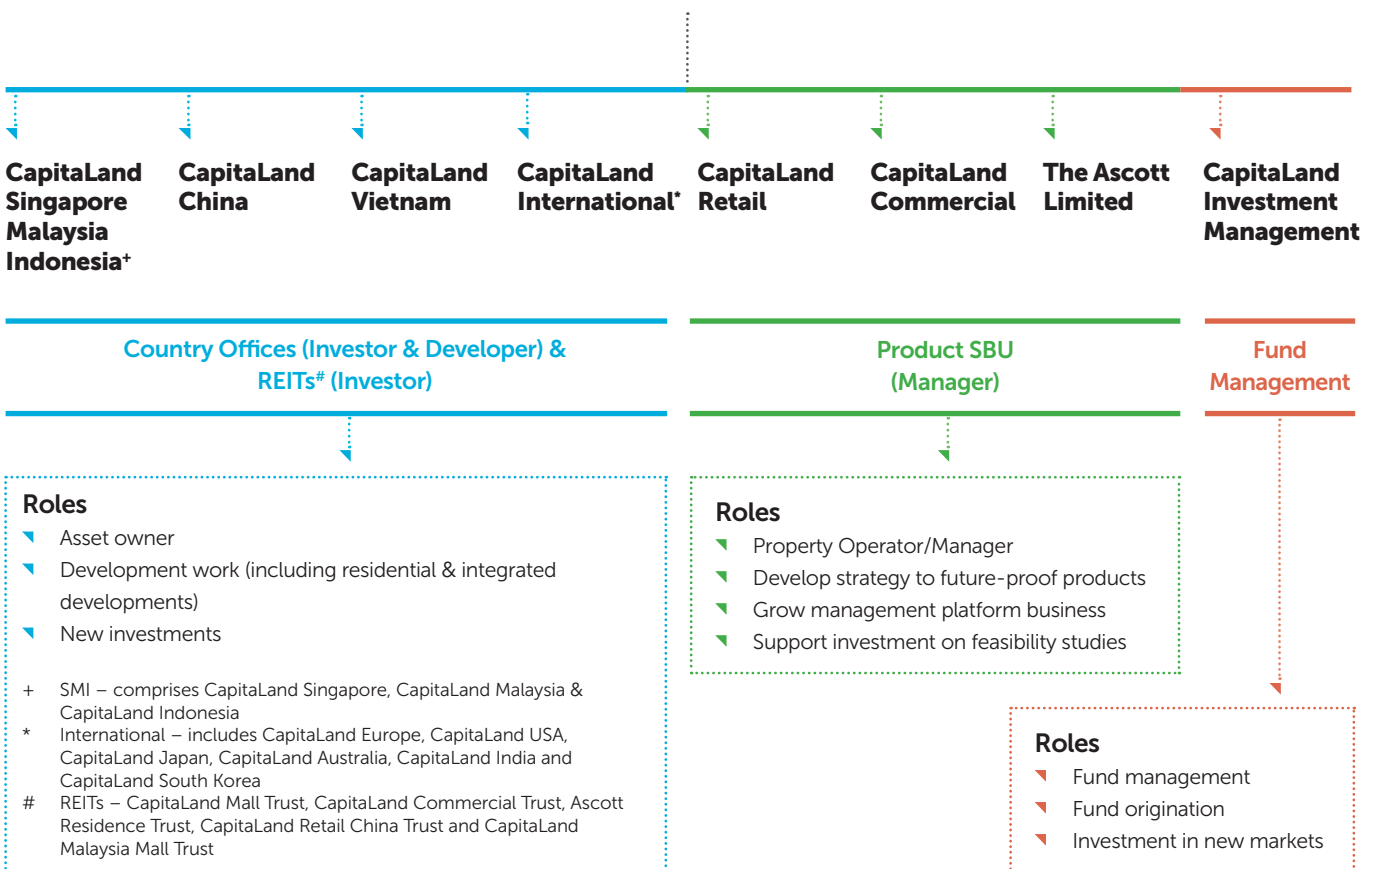 CapitaLand
Singapore
Malaysia
Indonesia+
CapitaLand
China
CapitaLand
Vietnam
CapitaLand
International*
CapitaLand
Retail
CapitaLand
Commercial
The Ascott
Limited
CapitaLand
Investment
Management
Country Offices (Investor & Developer) &
REITs# (Investor)
Product SBU
(Manager)
Fund
Management
Roles
Asset owner
Development work (including residential & integrated
developments)
New investments
+ SMI – comprises CapitaLand Singapore, CapitaLand Malaysia &
CapitaLand Indonesia
* International – includes CapitaLand Europe, CapitaLand USA,
CapitaLand Japan, CapitaLand Australia, CapitaLand India and
CapitaLand South Korea
# REITs – CapitaLand Mall Trust, CapitaLand Commercial Trust, Ascott
Residence Trust, CapitaLand Retail China Trust and CapitaLand
Malaysia Mall Trust
Roles
Property Operator/Manager
Develop strategy to future-proof products
Grow management platform business
Support investment on feasibility studies
Roles
Fund management
Fund origination
Investment in new markets